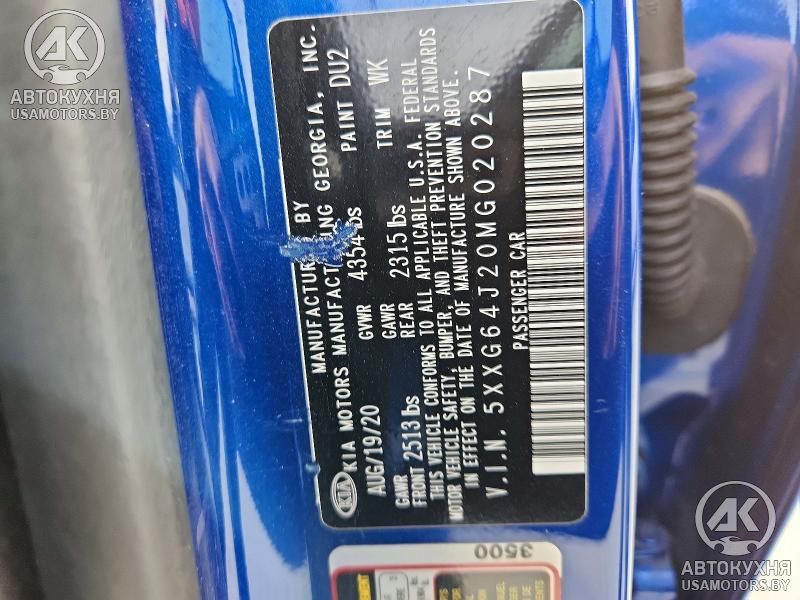 AK
АВТОКУХНЯ
USAMOTORS.BY
KIA
MANUFACTURED BY
KIA MOTORS MANUFACTURING GEORGIA, INC.
AUG/19/20 GVWR 4354 lbs PAINT DU2
GAWR FRONT 2513 lbs GAWR REAR 2315 lbs TRIM WK
THIS VEHICLE CONFORMS TO ALL APPLICABLE U.S.A. FEDERAL
MOTOR VEHICLE SAFETY, BUMPER, AND THEFT PREVENTION STANDARDS
IN EFFECT ON THE DATE OF MANUFACTURE SHOWN ABOVE.
V.I.N. 5XXG64J20MG020287
PASSENGER CAR
3500
AK
АВТОКУХНЯ
USAMOTORS.BY